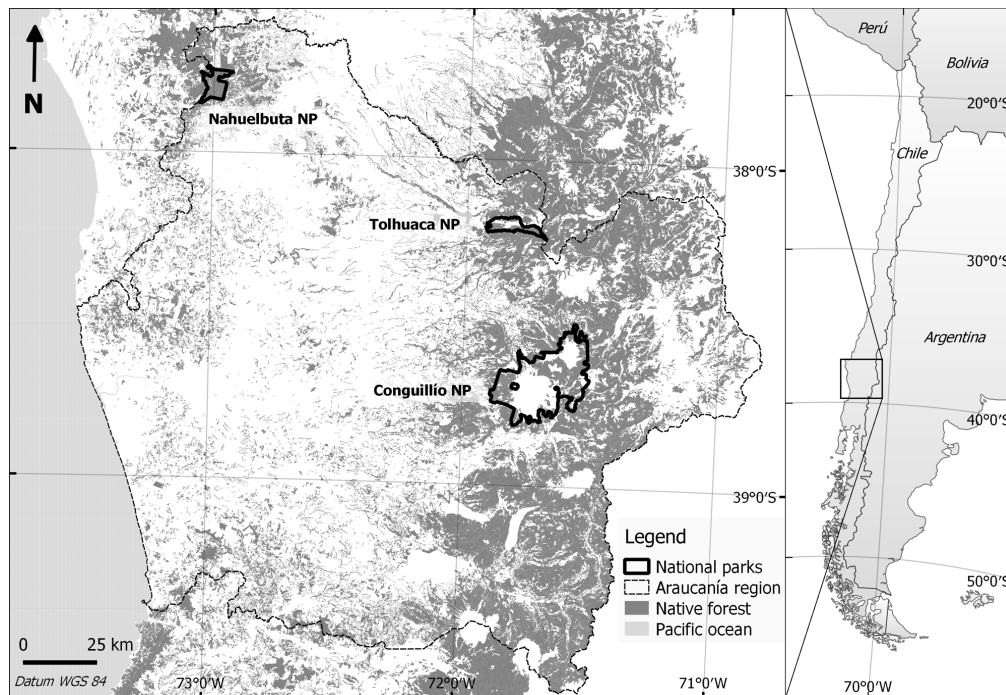 N
Nahuelbuta NP
Tolhuaca NP
Conguillío NP
38°0'S
39°0'S
73°0'W
72°0'W
71°0'W
Legend
National parks
Araucanía region
Native forest
Pacific ocean
0 25 km
Datum WGS 84
Perú
Bolivia
20°0'S
Chile
30°0'S
Argentina
40°0'S
50°0'S
70°0'W